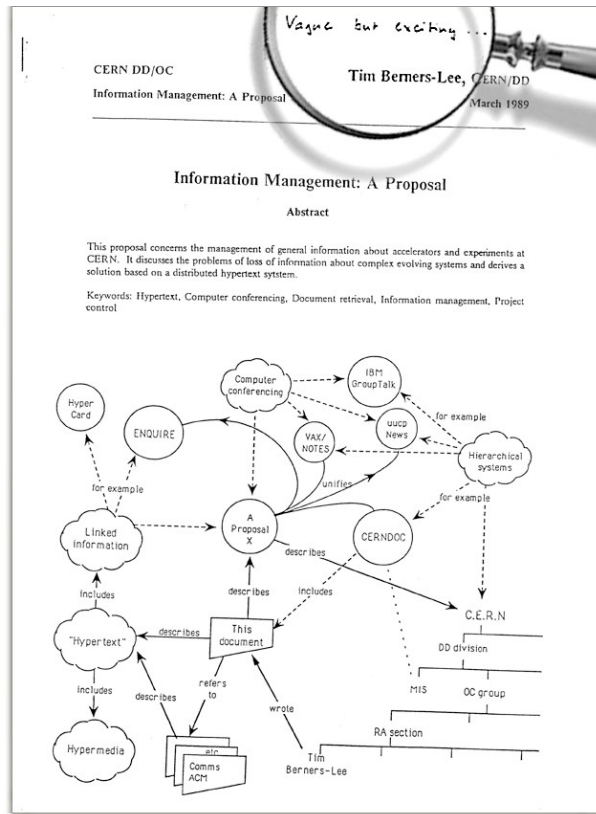 Vague but exciting ...
CERN DD/OC
Tim Berners-Lee, CERN/DD
Information Management: A Proposal
March 1989
Information Management: A Proposal
Abstract
This proposal concerns the management of general information about accelerators and experiments at
CERN. It discusses the problems of loss of information about complex evolving systems and derives a
solution based on a distributed hypertext sytstem.
Keywords: Hypertext, Computer conferencing, Document retrieval, Information management, Project
control
IBM
GroupTalk
Computer
conferencing
Hyper
Card
for example
uucp
News
ENQUIRE
VAX/
NOTES
Hierarchical
systems
unifies
for example
for example
A
Proposal
X
Linked
information
CERNDOC
describes
includes
describes
includes
C.E.R.N
This
document
describes
"Hypertext"
DD division
refers
to
includes
describes
MIS
OC group
wrote
RA section
Hypermedia
etc
Tim
Berners-Lee
Comms
ACM